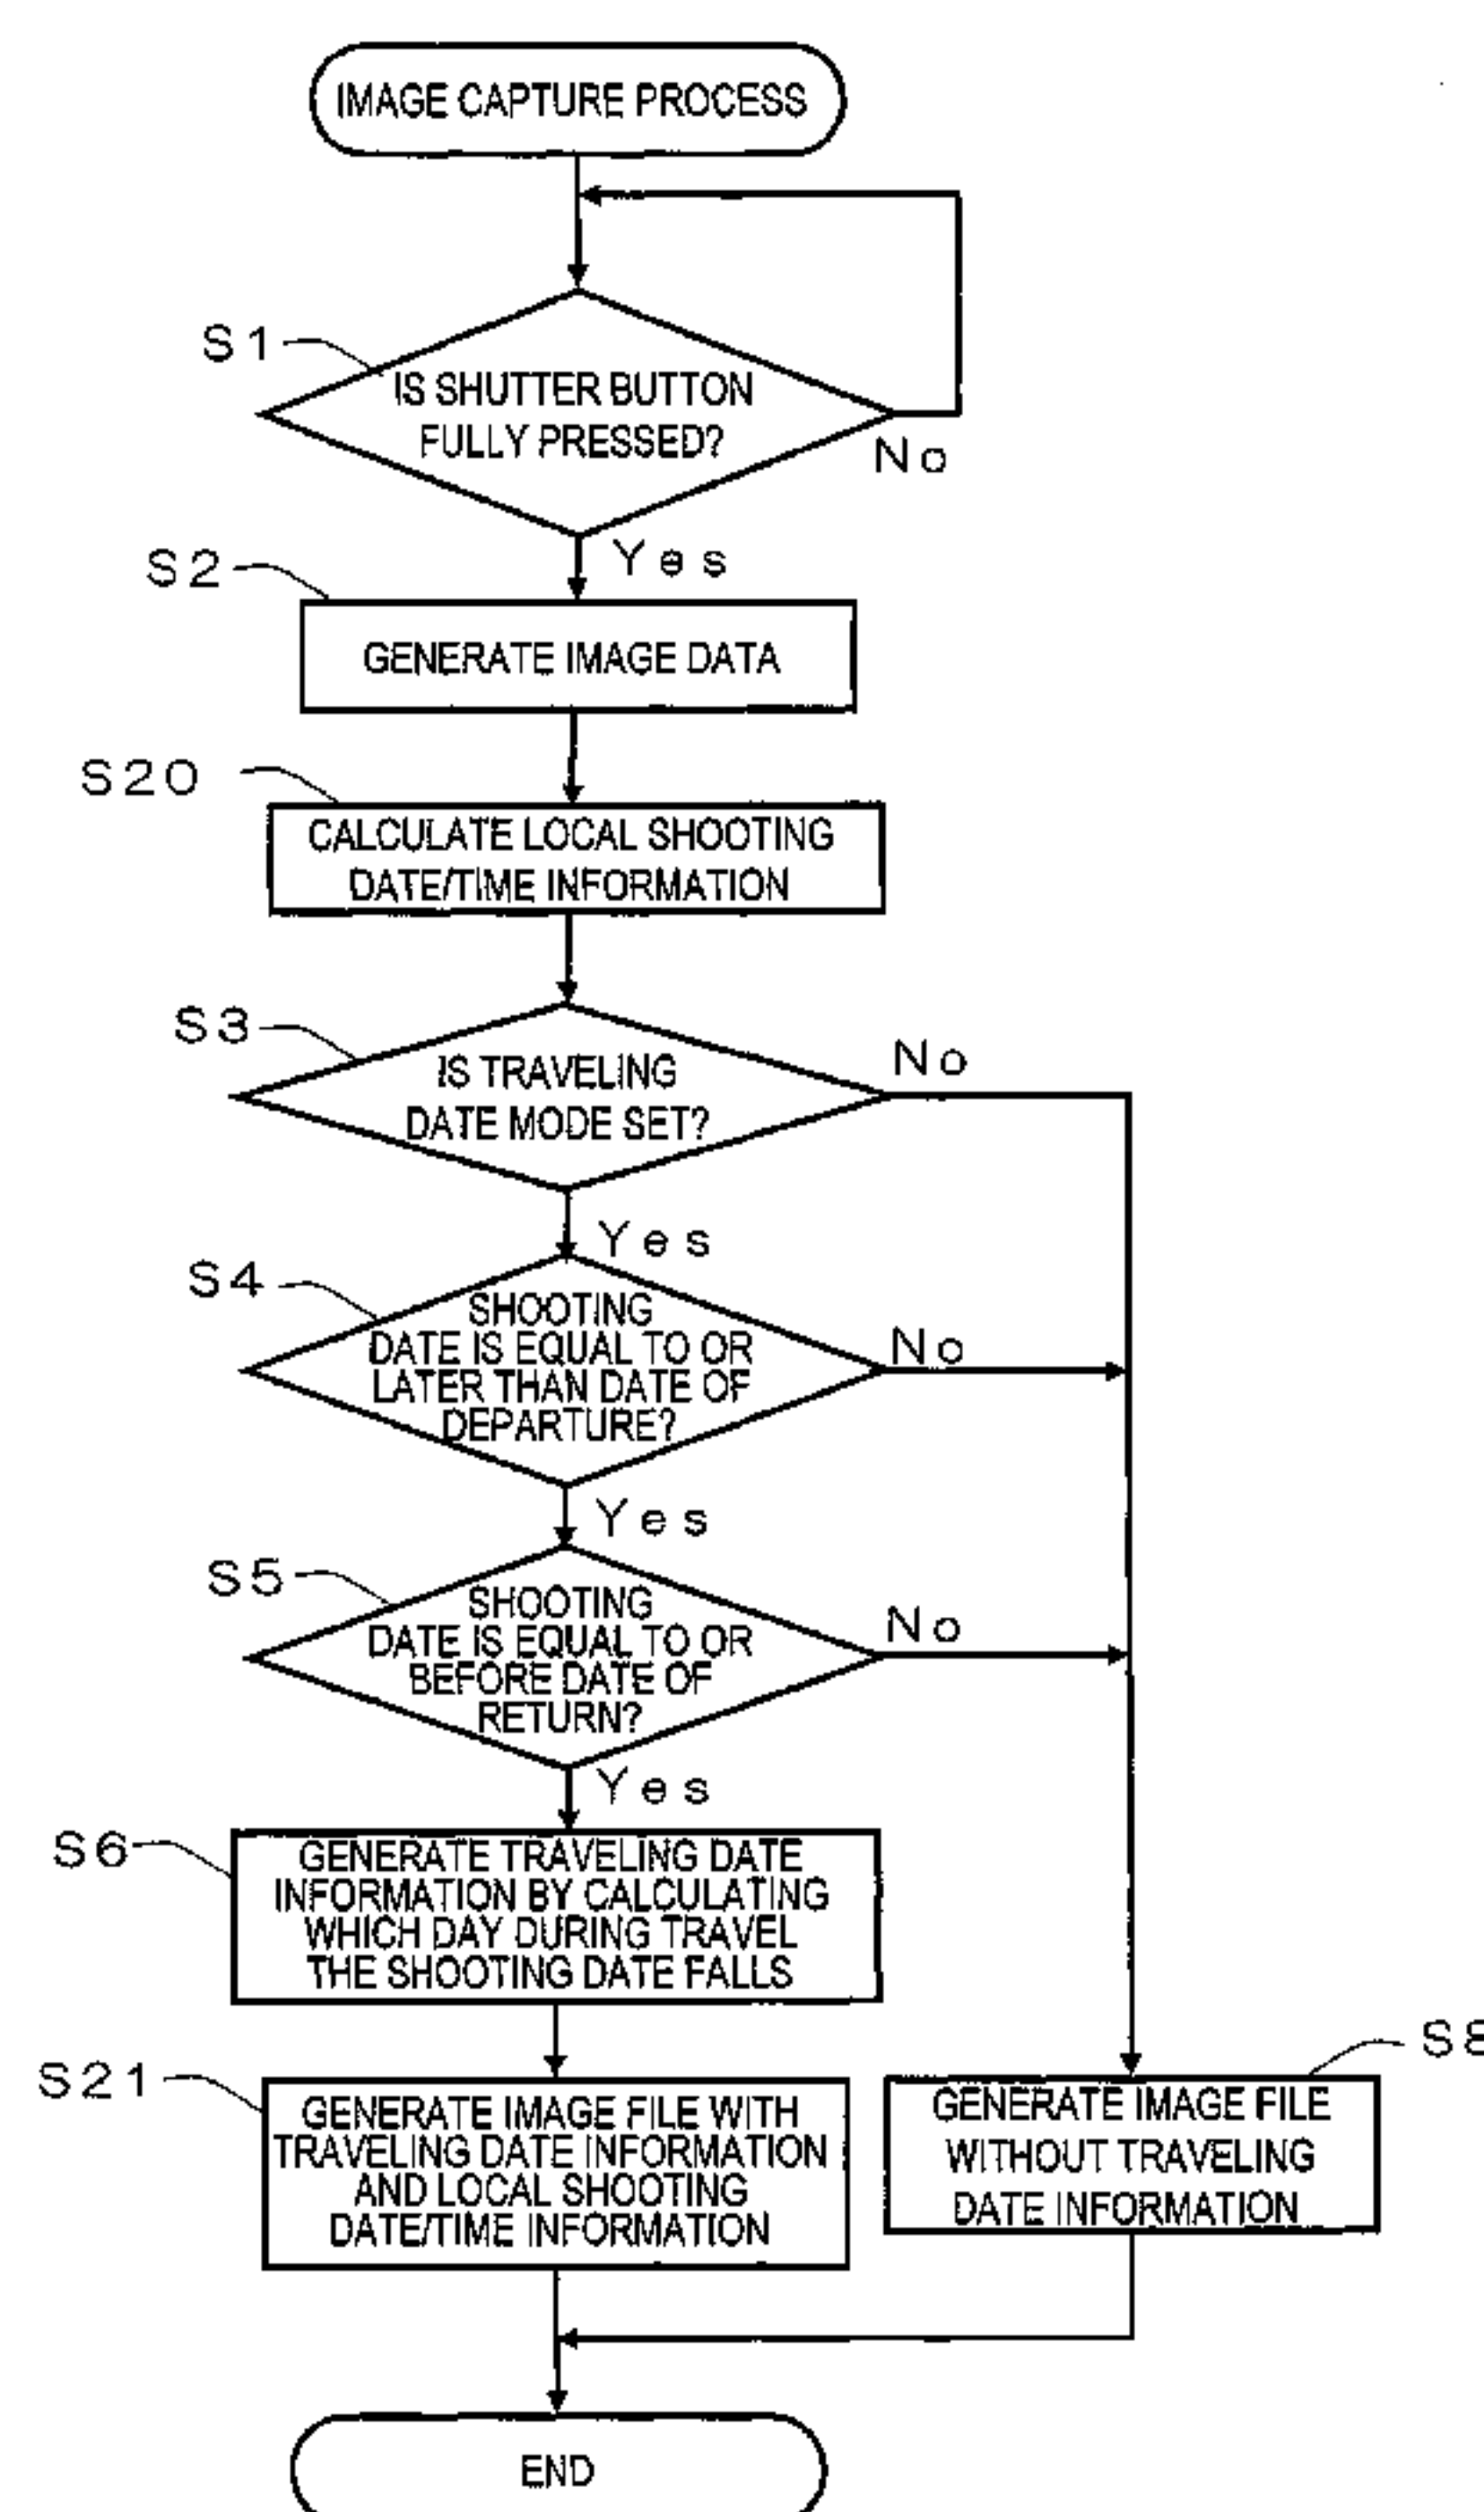 IMAGE CAPTURE PROCESS
S1
IS SHUTTER BUTTON
FULLY PRESSED?
No
Yes
S2
GENERATE IMAGE DATA
S20
CALCULATE LOCAL SHOOTING
DATE/TIME INFORMATION
S3
IS TRAVELING
DATE MODE SET?
No
Yes
S4
SHOOTING
DATE IS EQUAL TO OR
LATER THAN DATE OF
DEPARTURE?
No
Yes
S5
SHOOTING
DATE IS EQUAL TO OR
BEFORE DATE OF
RETURN?
No
Yes
S6
GENERATE TRAVELING DATE
INFORMATION BY CALCULATING
WHICH DAY DURING TRAVEL
THE SHOOTING DATE FALLS
S21
GENERATE IMAGE FILE WITH
TRAVELING DATE INFORMATION
AND LOCAL SHOOTING
DATE/TIME INFORMATION
S8
GENERATE IMAGE FILE
WITHOUT TRAVELING
DATE INFORMATION
END